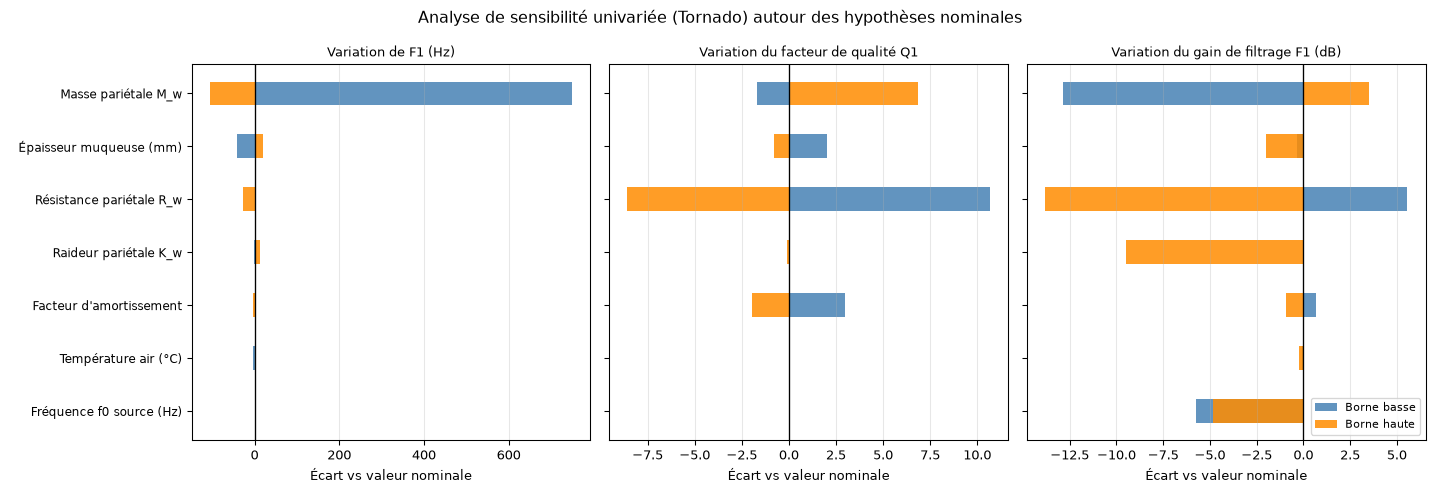 Analyse de sensibilité univariée (Tornado) autour des hypothèses nominales
Variation de F1 (Hz)
Variation du facteur de qualité Q1
Variation du gain de filtrage F1 (dB)
Masse pariétale M_w
Épaisseur muqueuse (mm)
Résistance pariétale R_w
Raideur pariétale K_w
Facteur d'amortissement
Température air (°C)
Fréquence f0 source (Hz)
Borne basse
Borne haute
0 200 400 600
−7.5 −5.0 −2.5 0.0 2.5 5.0 7.5 10.0
−12.5 −10.0 −7.5 −5.0 −2.5 0.0 2.5 5.0
Écart vs valeur nominale
Écart vs valeur nominale
Écart vs valeur nominale